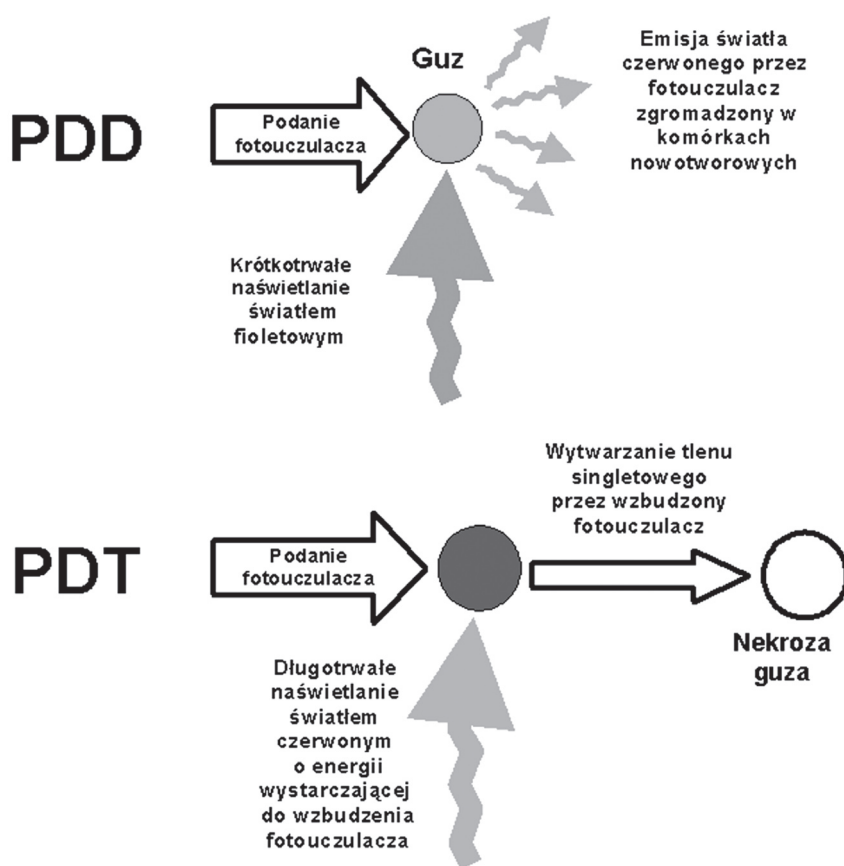 PDD
Podanie
fotouczulacza
Guz
Emisja światła
czerwonego przez
fotouczulacz
zgromadzony w
komórkach
nowotworowych
Krótkotrwałe
naświetlanie
światłem
fioletowym
PDT
Podanie
fotouczulacza
Wytwarzanie tlenu
singletowego
przez wzbudzony
fotouczulacz
Nekroza
guza
Długotrwałe
naświetlanie
światłem
czerwonym
o energii
wystarczającej
do wzbudzenia
fotouczulacza